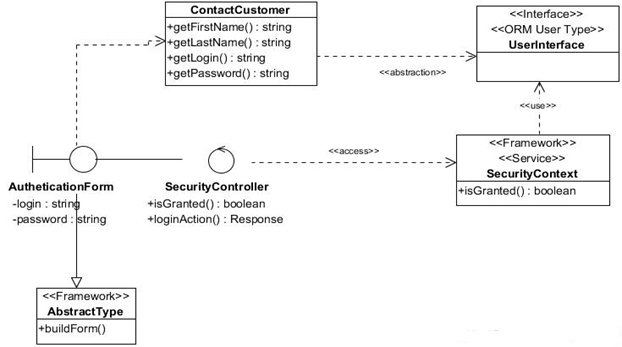 ContactCustomer
+getFirstName() : string
+getLastName() : string
+getLogin() : string
+getPassword() : string
<<Interface>>
<<ORM User Type>>
UserInterface
<<abstraction>>
<<use>>
<<access>>
AutheticationForm
-login : string
-password : string
SecurityController
+isGranted() : boolean
+loginAction() : Response
<<Framework>>
<<Service>>
SecurityContext
+isGranted() : boolean
<<Framework>>
AbstractType
+buildForm()